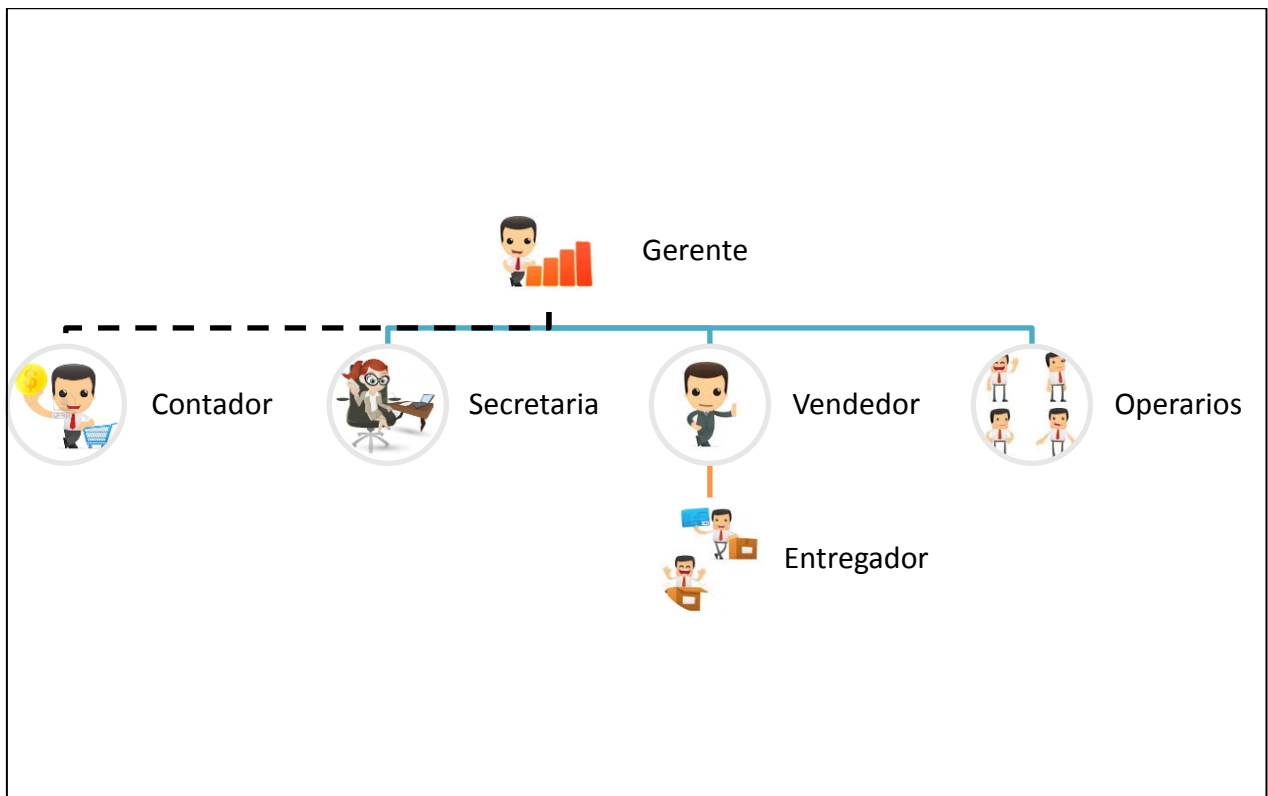 Gerente
Contador
Secretaria
Vendedor
Operarios
Entregador